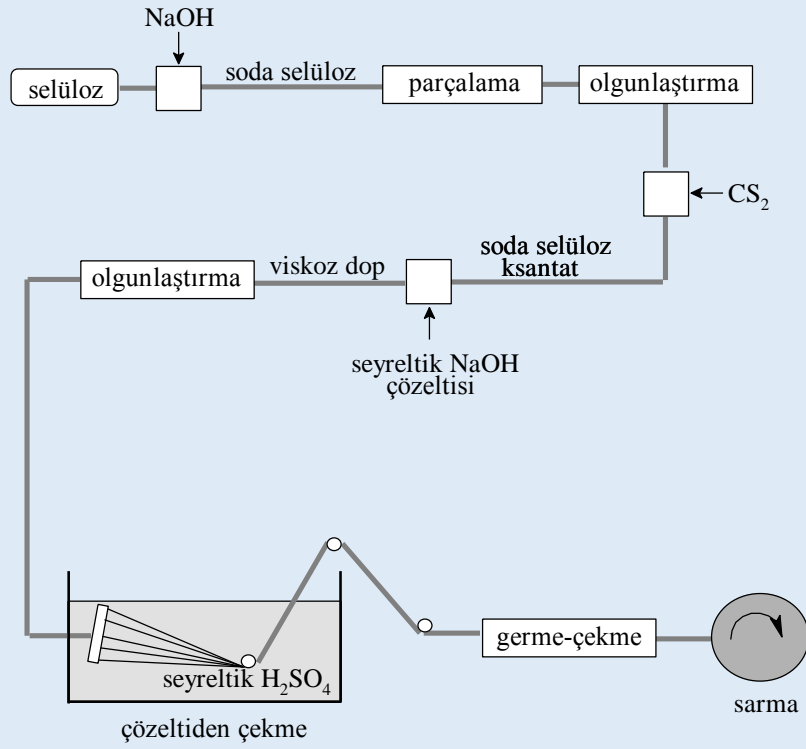 NaOH
selüloz
soda selüloz
parçalama
olgunlaştırma
CS₂
soda selüloz
ksantat
viskoz dop
olgunlaştırma
seyreltik NaOH
çözeltisi
seyreltik H₂SO₄
çözeltiden çekme
germe-çekme
sarma